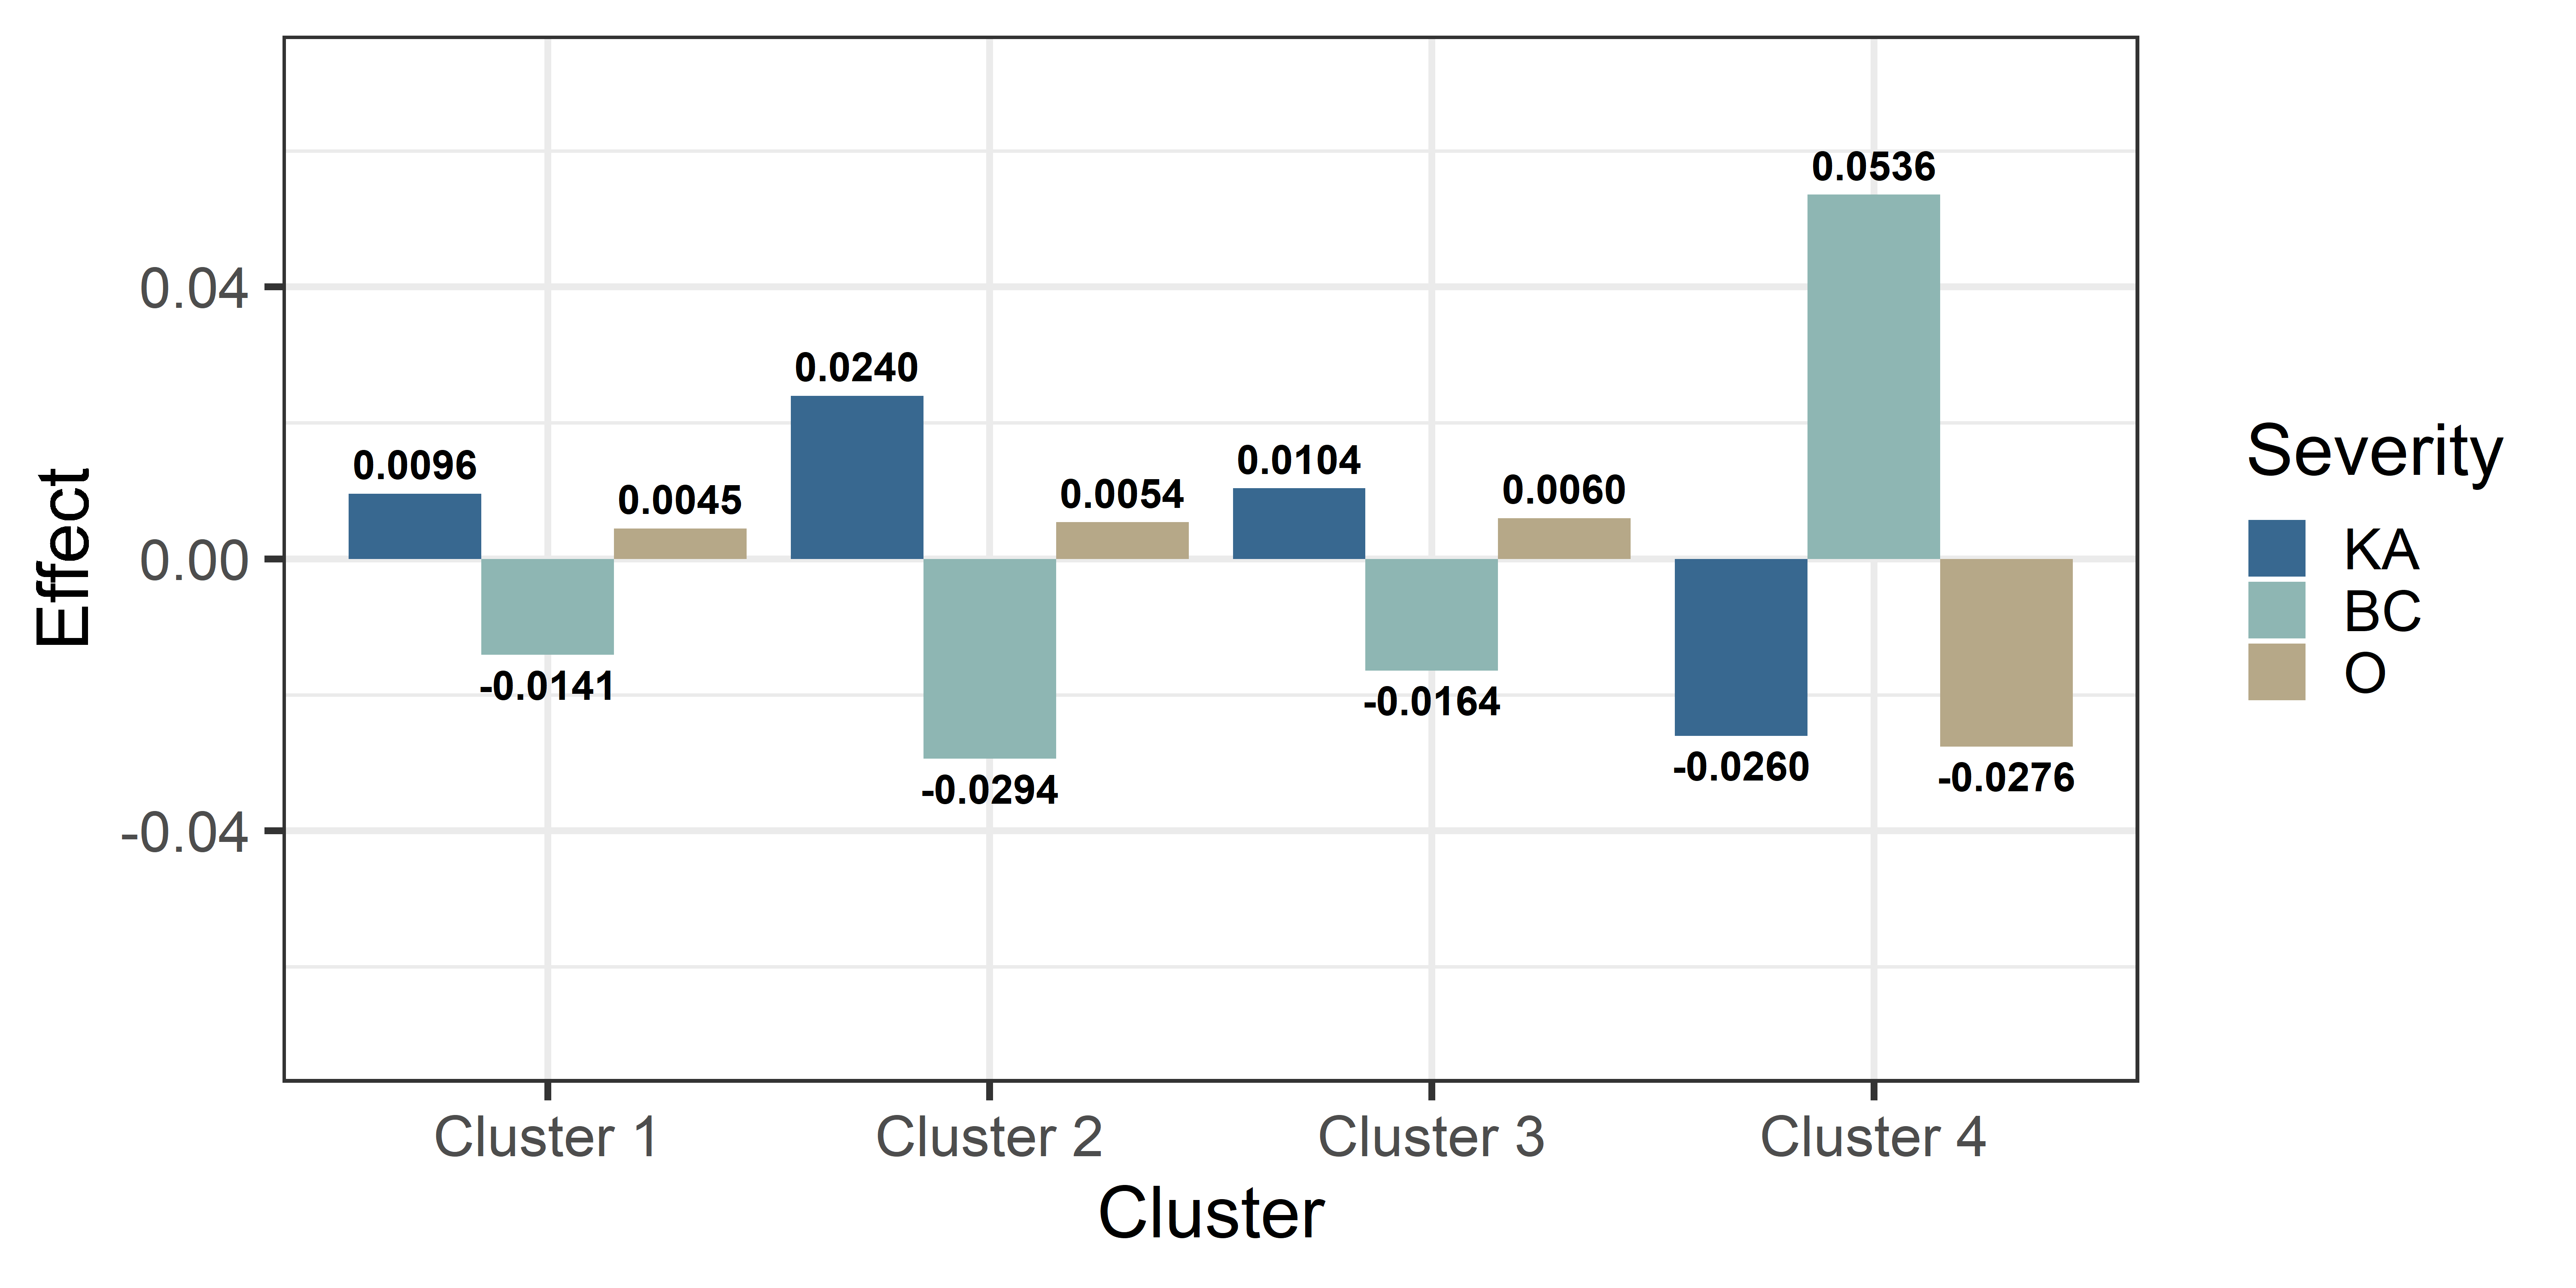 0.0536
0.04
0.0240
0.0096
0.0104
0.0045
0.0054
0.0060
0.00
-0.0141
-0.0164
-0.0260
-0.0276
-0.0294
-0.04
Effect
Cluster 1
Cluster 2
Cluster 3
Cluster 4
Cluster
Severity
KA
BC
O